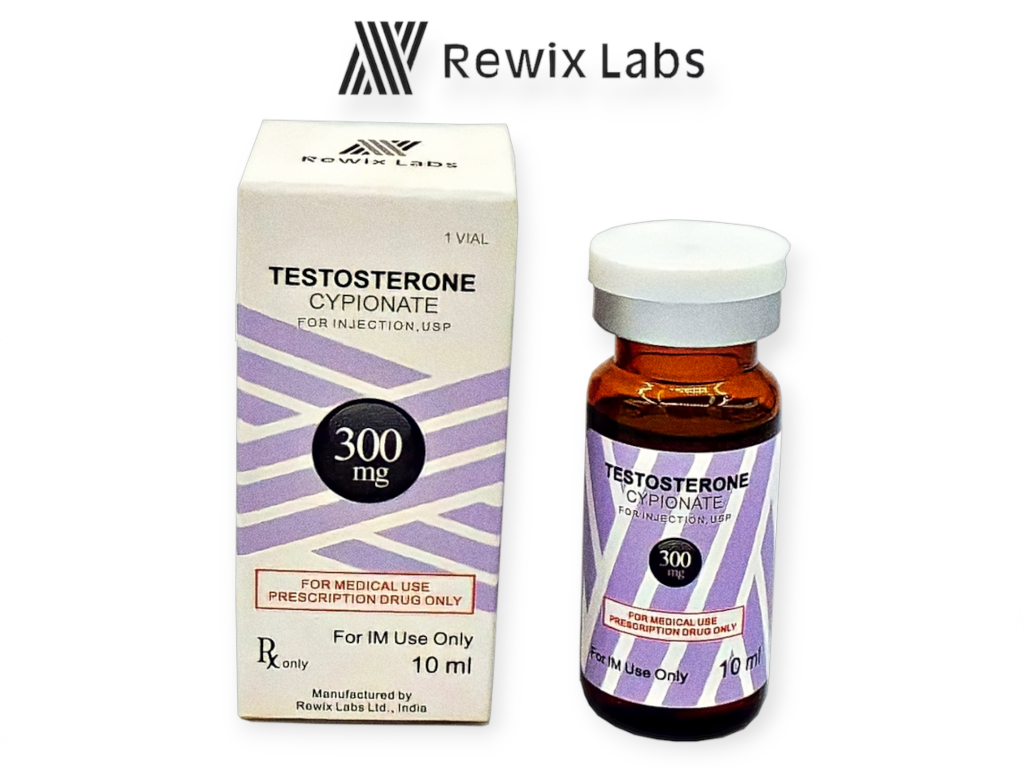 Rewix Labs
Rewix Labs
1 VIAL
TESTOSTERONE
CYPIONATE
FOR INJECTION,USP
300
mg
FOR MEDICAL USE
PRESCRIPTION DRUG ONLY
For IM Use Only
Rx only
10 ml
Manufactured by
Rewix Labs Ltd., India
TESTOSTERONE
CYPIONATE
FOR INJECTION,USP
300
mg
FOR MEDICAL USE
PRESCRIPTION DRUG ONLY
For IM Use Only
10 ml